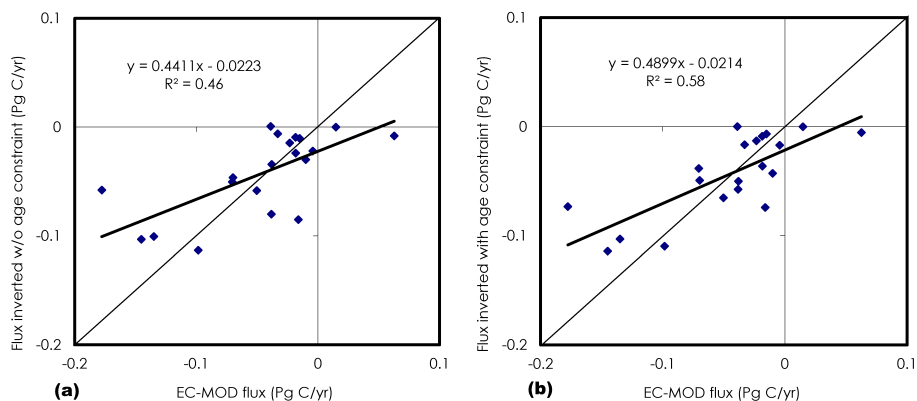 0.1
y = 0.4411x - 0.0223
R² = 0.46
0
-0.1
-0.2
-0.2
-0.1
0
0.1
Flux inverted w/o age constraint (Pg C/yr)
EC-MOD flux (Pg C/yr)
(a)
0.1
y = 0.4899x - 0.0214
R² = 0.58
0
-0.1
-0.2
-0.2
-0.1
0
0.1
Flux inverted with age constraint (Pg C/yr)
EC-MOD flux (Pg C/yr)
(b)